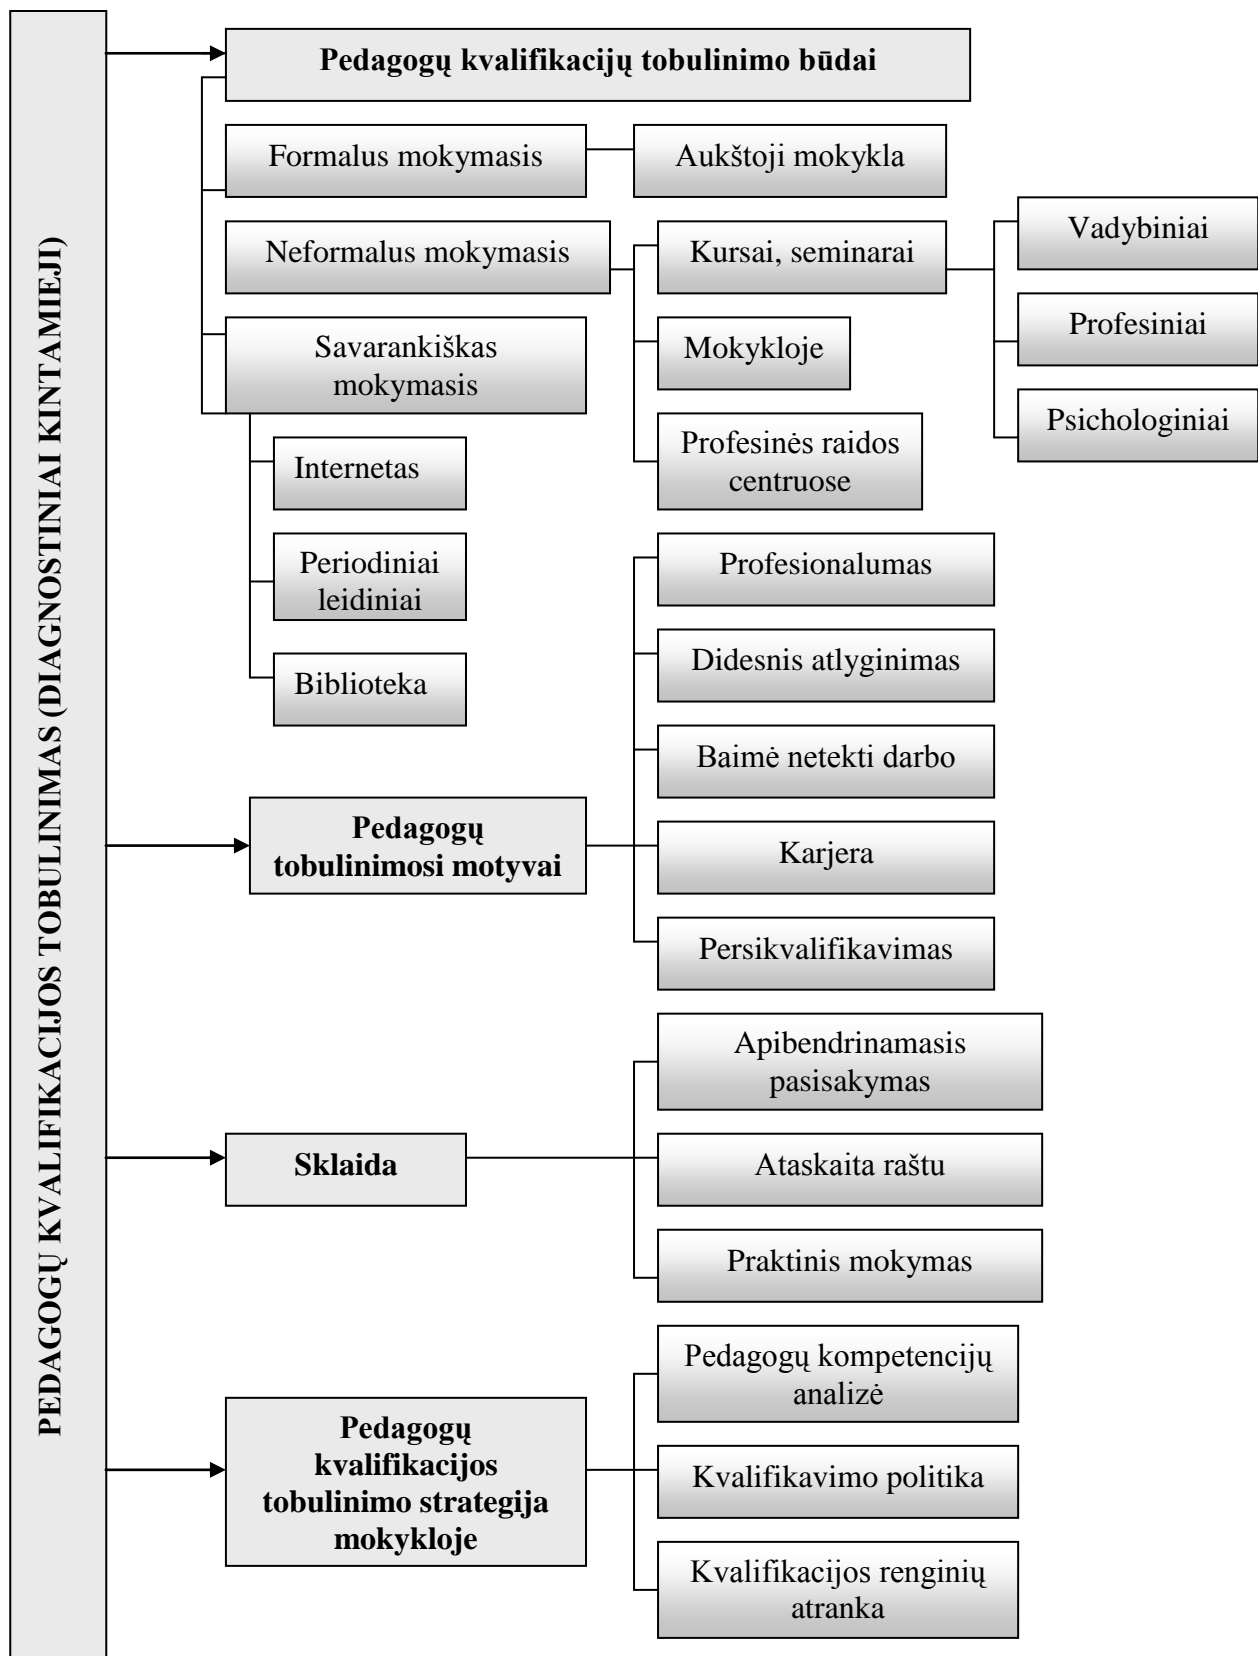 PEDAGOGŲ KVALIFIKACIJOS TOBULINIMAS (DIAGNOSTINIAI KINTAMIEJI)
Pedagogų kvalifikacijų tobulinimo būdai
Formalus mokymasis
Aukštoji mokykla
Neformalus mokymasis
Kursai, seminarai
Vadybiniai
Profesiniai
Psichologiniai
Mokykloje
Profesinės raidos
centruose
Savarankiškas
mokymasis
Internetas
Periodiniai
leidiniai
Biblioteka
Pedagogų
tobulinimosi motyvai
Profesionalumas
Didesnis atlyginimas
Baimė netekti darbo
Karjera
Persikvalifikavimas
Sklaida
Apibendrinamasis
pasisakymas
Ataskaita raštu
Praktinis mokymas
Pedagogų
kvalifikacijos
tobulinimo strategija
mokykloje
Pedagogų kompetencijų
analizė
Kvalifikavimo politika
Kvalifikacijos renginių
atranka